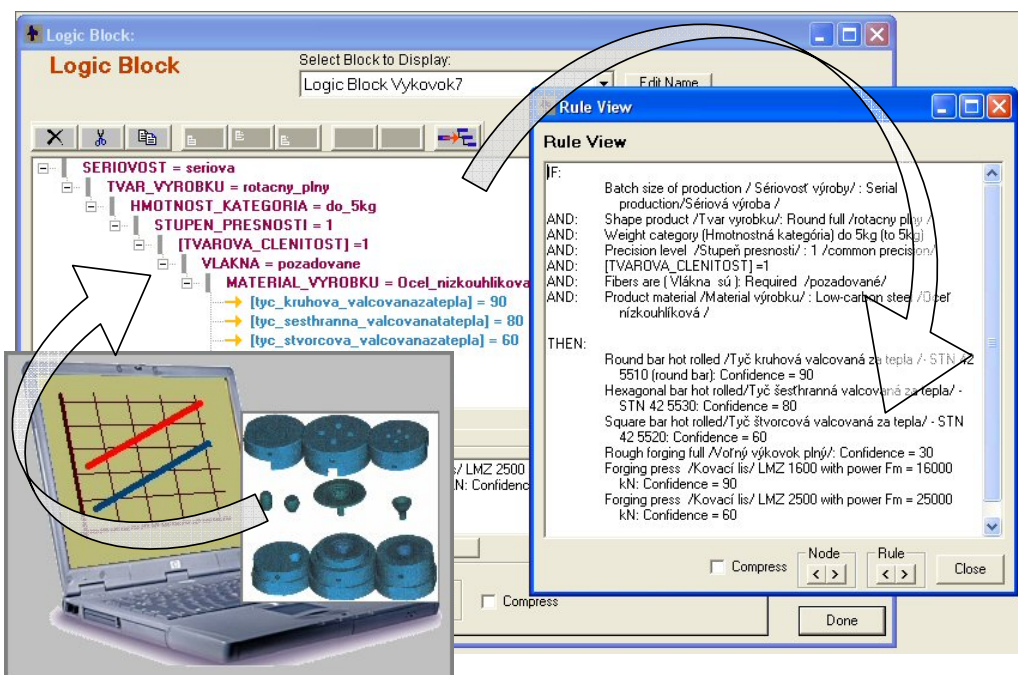 Logic Block:
Logic Block
Select Block to Display:
Logic Block Vykovok7
Edit Name
SERIOVOST = seriova
TVAR_VYROBKU = rotacny_plny
HMOTNOST_KATEGORIA = do_5kg
STUPEN_PRESNOSTI = 1
[TVAROVA_CLENITOST] =1
VLAKNA = pozadovane
MATERIAL_VYROBKU = Ocel_nizkouhlikova
[tyc_kruhova_valcovanazatepla] = 90
[tyc_sesthranna_valcovanatatepla] = 80
[tyc_stvorcova_valcovanazatepla] = 60
s/ LMZ 2500
N: Confidenc
Compress
Done
Rule View
Rule View
IF:
Batch size of production / Sériovosť výroby/ : Serial
production/Sériová výroba /
AND: Shape product /Tvar vyrobku/: Round full /rotacny plny /
AND: Weight category (Hmotnostná kategória) do 5kg (to 5kg)
AND: Precision level /Stupeň presnosti/ : 1 /common precision/
AND: [TVAROVA_CLENITOST] =1
AND: Fibers are ( Vlákna sú ): Required /pozadované/
AND: Product material /Material výrobku/ : Low-carbon steel /Oceľ
nízkouhlíková /
THEN:
Round bar hot rolled /Tyč kruhová valcovaná za tepla /- STN 42
5510 (round bar): Confidence = 90
Hexagonal bar hot rolled/Tyč šesťhranná valcovaná za tepla/ -
STN 42 5530: Confidence = 80
Square bar hot rolled/Tyč štvorcová valcovaná za tepla/ - STN
42 5520: Confidence = 60
Rough forging full /Voľný výkovok plný/: Confidence = 30
Forging press /Kovací lis/ LMZ 1600 with power Fm = 16000
kN: Confidence = 90
Forging press /Kovací lis/ LMZ 2500 with power Fm = 25000
kN: Confidence = 60
Compress
Node
Rule
< >
< >
Close